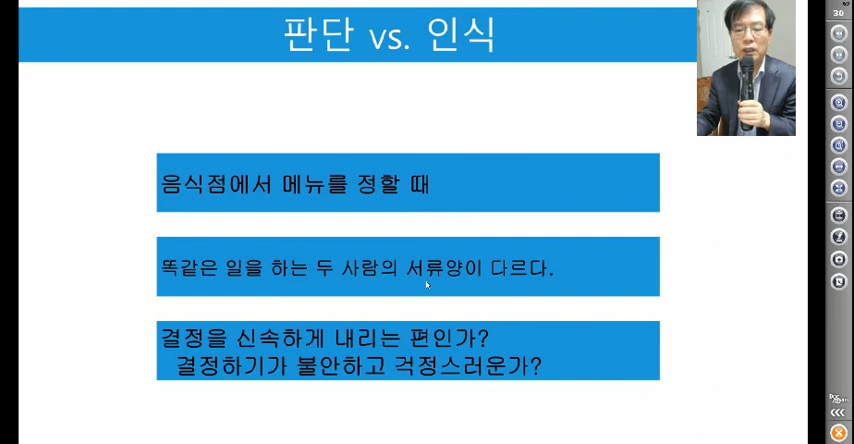 판단 vs. 인식
30
음식점에서 메뉴를 정할 때
똑같은 일을 하는 두 사람의 서류양이 다르다.
결정을 신속하게 내리는 편인가?
결정하기가 불안하고 걱정스러운가?